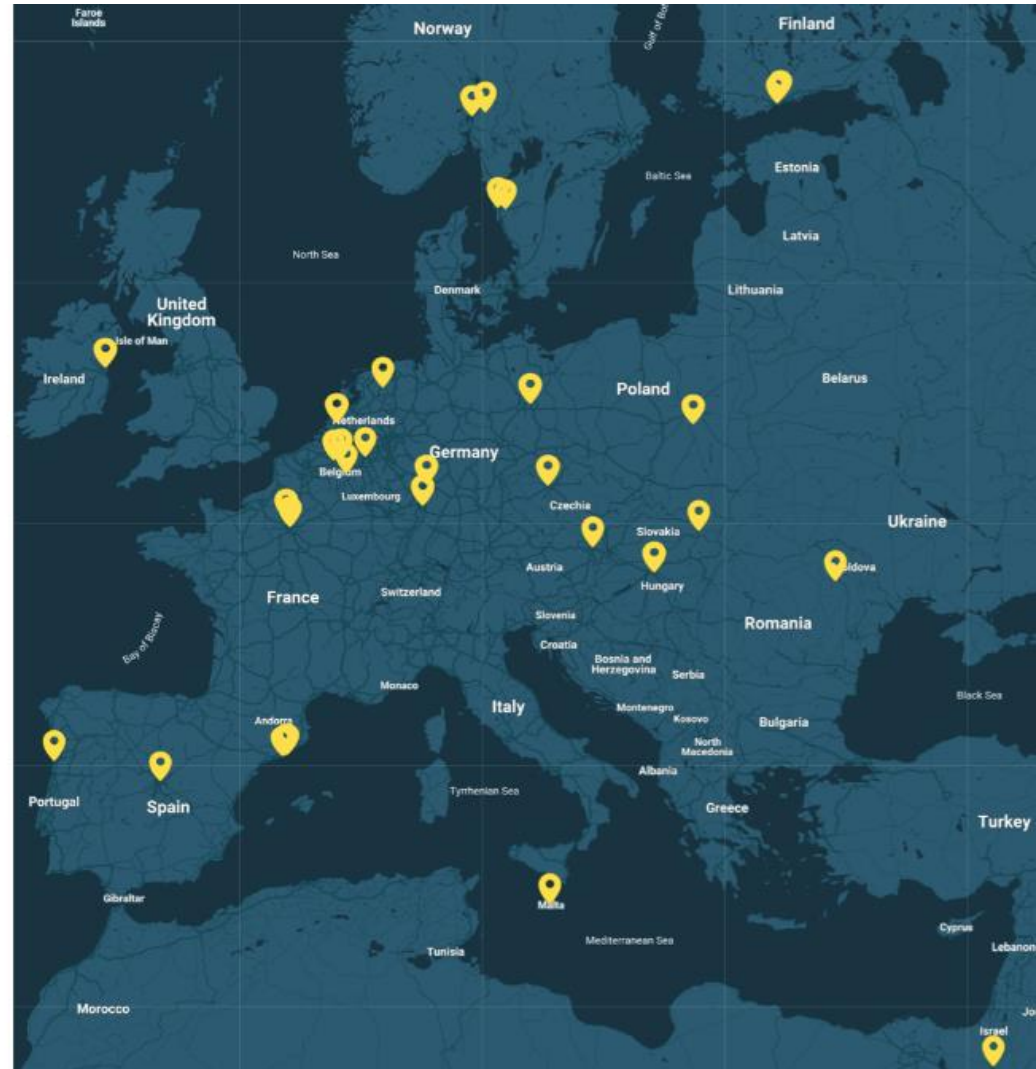 Faroe
Islands
Norway
Gulf of Bot
Finland
Estonia
Baltic Sea
Latvia
North Sea
Denmark
Lithuania
United
Kingdom
Isle of Man
Ireland
Belarus
Poland
Netherlands
Germany
Belgium
Luxembourg
Czechia
Ukraine
Slovakia
Austria
oldova
Hungary
Switzerland
France
Slovenia
Romania
Bay of Biscay
Croatia
Bosnia and
Herzegovina
Serbia
Monaco
Black Sea
Italy
Montenegro
Kosovo
Bulgaria
Andorra
North
Macedonia
Albania
Tyrrhenian Sea
Portugal
Spain
Greece
Turkey
Gibraltar
Malta
Cyprus
Mediterranean Sea
Lebanon
Tunisia
Morocco
Jo
Israel